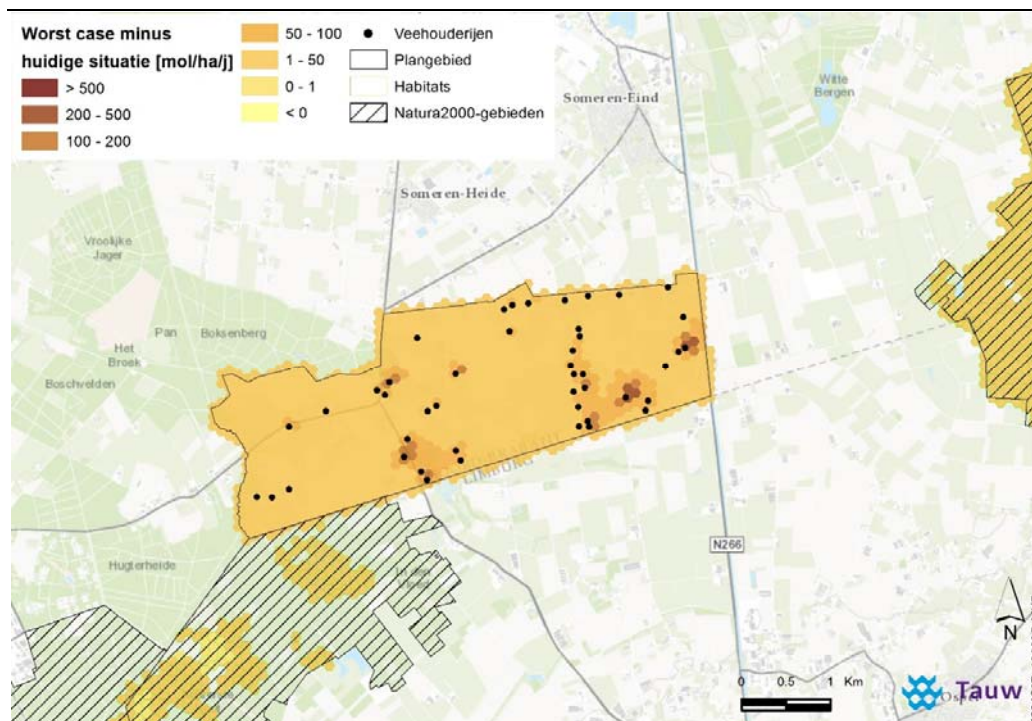 Worst case minus
huidige situatie [mol/ha/j]
> 500
200 - 500
100 - 200
50 - 100
1 - 50
0 - 1
< 0
Veehouderijen
Plangebied
Habitats
Natura2000-gebieden
Someren-Eind
Witte
Bergen
Someren-Heide
Vroolijke
Jager
Pan
Boksenberg
Het
Broek
Boschvelden
LIMBURG
N266
Hugterheide
N
0 0.5 1 Km
Tauw